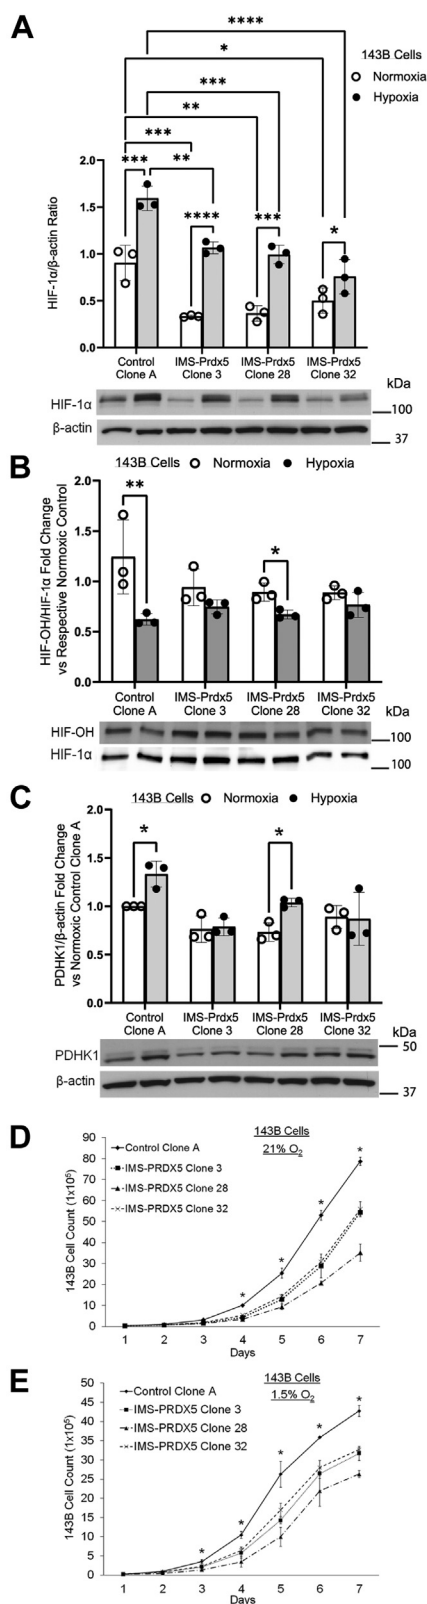 A
****
*
***
**
***
***
**
****
***
*
143B Cells
Normoxia
Hypoxia
2.0
1.5
1.0
0.5
0.0
HIF-1α/β-actin Ratio
Control Clone A
IMS-Prdx5 Clone 3
IMS-Prdx5 Clone 28
IMS-Prdx5 Clone 32
kDa
HIF-1α
100
β-actin
37
B
143B Cells
Normoxia
Hypoxia
**
*
2.0
1.5
1.0
0.5
0.0
HIF-OH/HIF-1α Fold Change
vs Respective Normoxic Control
Control Clone A
IMS-Prdx5 Clone 3
IMS-Prdx5 Clone 28
IMS-Prdx5 Clone 32
kDa
HIF-OH
100
HIF-1α
100
C
143B Cells
Normoxia
Hypoxia
*
*
2.0
1.5
1.0
0.5
0.0
PDHK1/β-actin Fold Change
vs Normoxic Control Clone A
Control Clone A
IMS-Prdx5 Clone 3
IMS-Prdx5 Clone 28
IMS-Prdx5 Clone 32
kDa
PDHK1
50
β-actin
37
D
143B Cells
21% O2
Control Clone A
IMS-PRDX5 Clone 3
IMS-PRDX5 Clone 28
IMS-PRDX5 Clone 32
* * * *
90
80
70
60
50
40
30
20
10
0
143B Cell Count (1x10⁵)
1 2 3 4 5 6 7
Days
E
143B Cells
1.5% O2
Control Clone A
IMS-PRDX5 Clone 3
IMS-PRDX5 Clone 28
IMS-PRDX5 Clone 32
* * * * *
50
45
40
35
30
25
20
15
10
5
0
143B Cell Count (1x10⁵)
1 2 3 4 5 6 7
Days